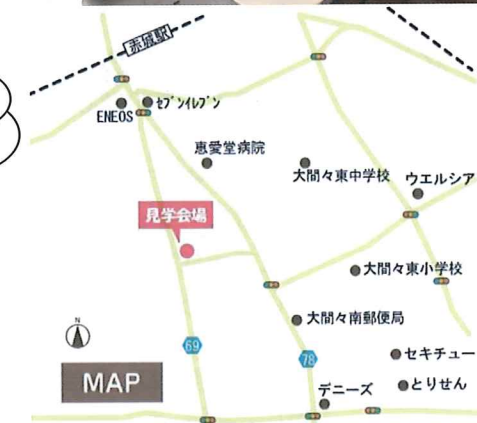 赤城駅
ENEOS
ｾﾌﾞﾝｲﾚﾌﾞﾝ
恵愛堂病院
大間々東中学校
ウエルシア
見学会場
大間々東小学校
大間々南郵便局
N
69
78
セキチュー
MAP
デニーズ
とりせん